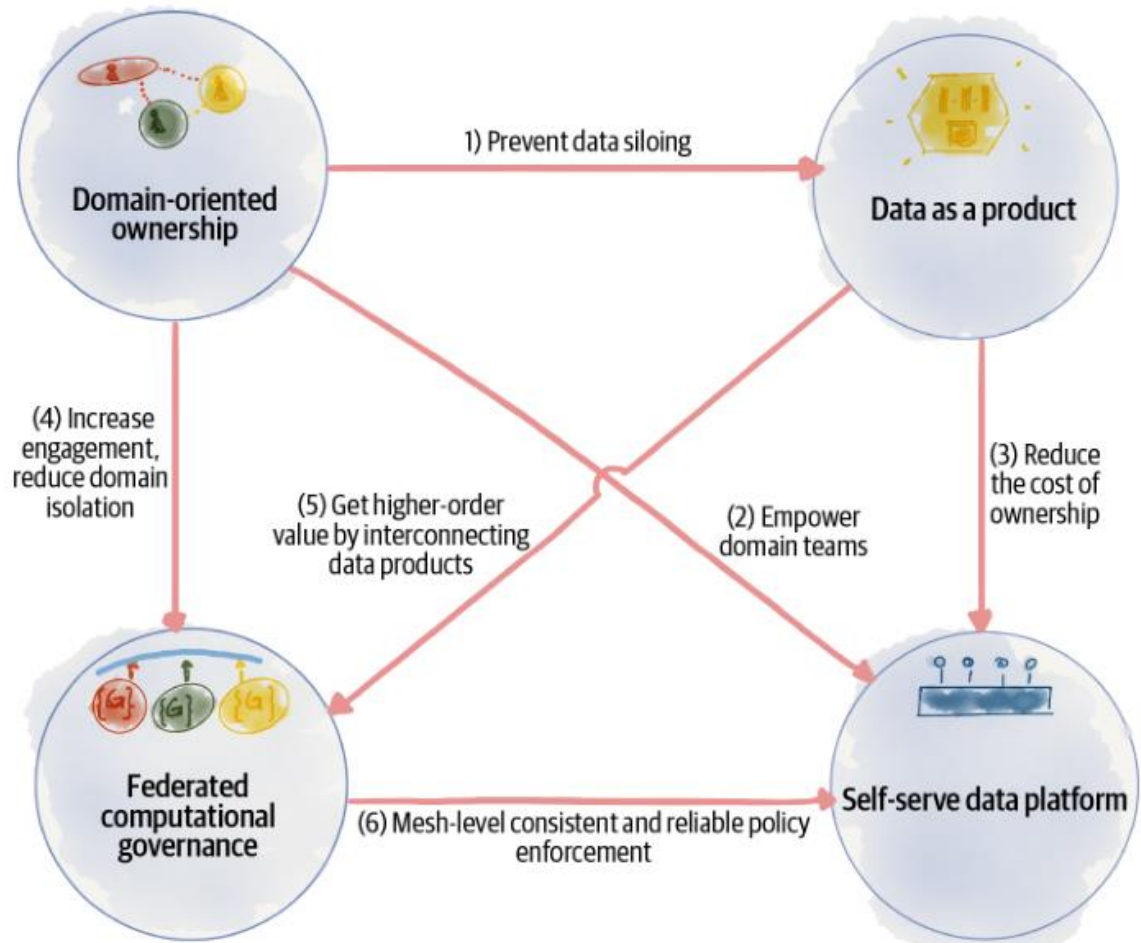 1) Prevent data siloing
Domain-oriented
ownership
Data as a product
(4) Increase
engagement,
reduce domain
isolation
(5) Get higher-order
value by interconnecting
data products
(2) Empower
domain teams
(3) Reduce
the cost of
ownership
{G} {G} {G}
Federated
computational
governance
(6) Mesh-level consistent and reliable policy
enforcement
Self-serve data platform